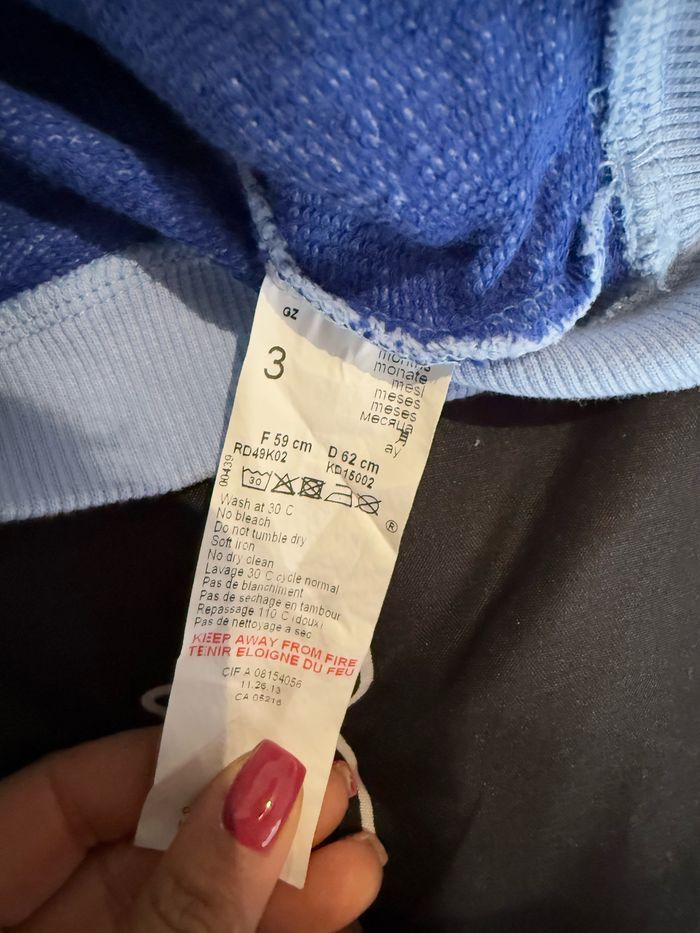 GZ
3
months
monate
mesi
meses
meses
месяца
ay
F 59 cm D 62 cm
RD49K02 KD15002
00439
30
®
Wash at 30 C
No bleach
Do not tumble dry
Soft iron
No dry clean
Lavage 30 C cycle normal
Pas de blanchiment
Pas de sechage en tambour
Repassage 110 C (doux)
Pas de nettoyage a sec
KEEP AWAY FROM FIRE
TENIR ELOIGNE DU FEU
CIF A 08154056
11.26.13
CA 05216